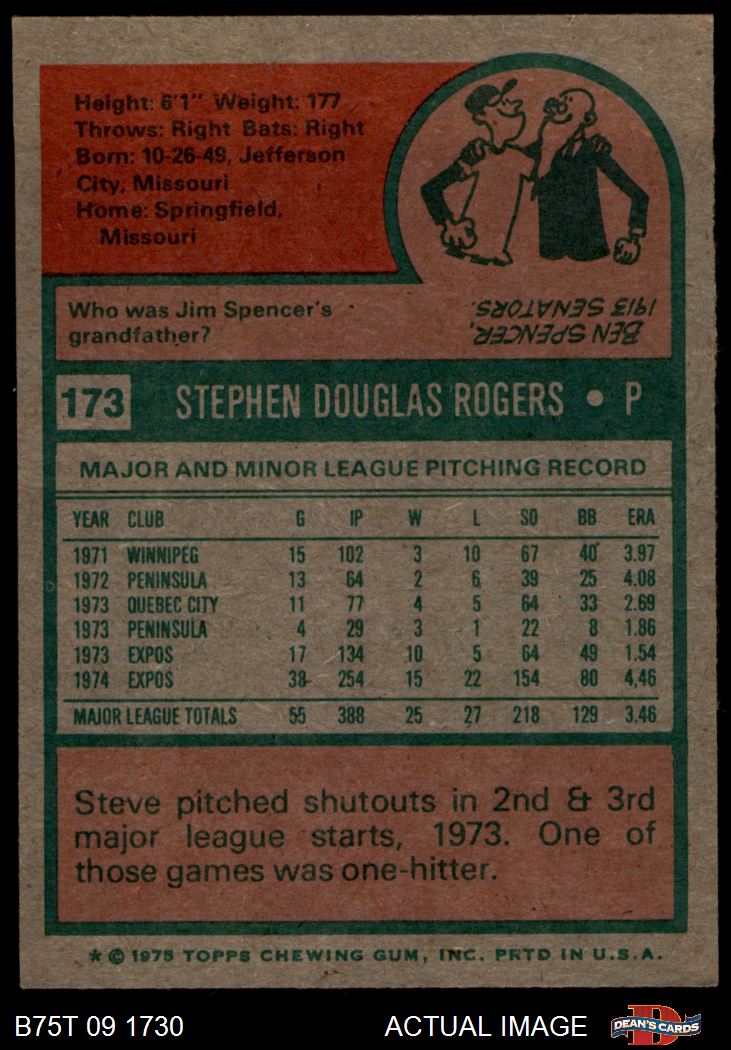 Height: 6'1" Weight: 177
Throws: Right Bats: Right
Born: 10-26-49, Jefferson
City, Missouri
Home: Springfield,
Missouri
Who was Jim Spencer's
grandfather?
BEN SPENCER,
1913 SENATORS.
173 STEPHEN DOUGLAS ROGERS • P
MAJOR AND MINOR LEAGUE PITCHING RECORD
YEAR CLUB G IP W L SO BB ERA
1971 WINNIPEG 15 102 3 10 67 40 3.97
1972 PENINSULA 13 64 2 6 39 25 4.08
1973 QUEBEC CITY 11 77 4 5 64 33 2.69
1973 PENINSULA 4 29 3 1 22 8 1.86
1973 EXPOS 17 134 10 5 64 49 1.54
1974 EXPOS 38 254 15 22 154 80 4.46
MAJOR LEAGUE TOTALS 55 388 25 27 218 129 3.46
Steve pitched shutouts in 2nd & 3rd
major league starts, 1973. One of
those games was one-hitter.
* © 1975 TOPPS CHEWING GUM, INC. PRTD IN U.S.A.
B75T 09 1730 ACTUAL IMAGE D DEAN'S CARDS